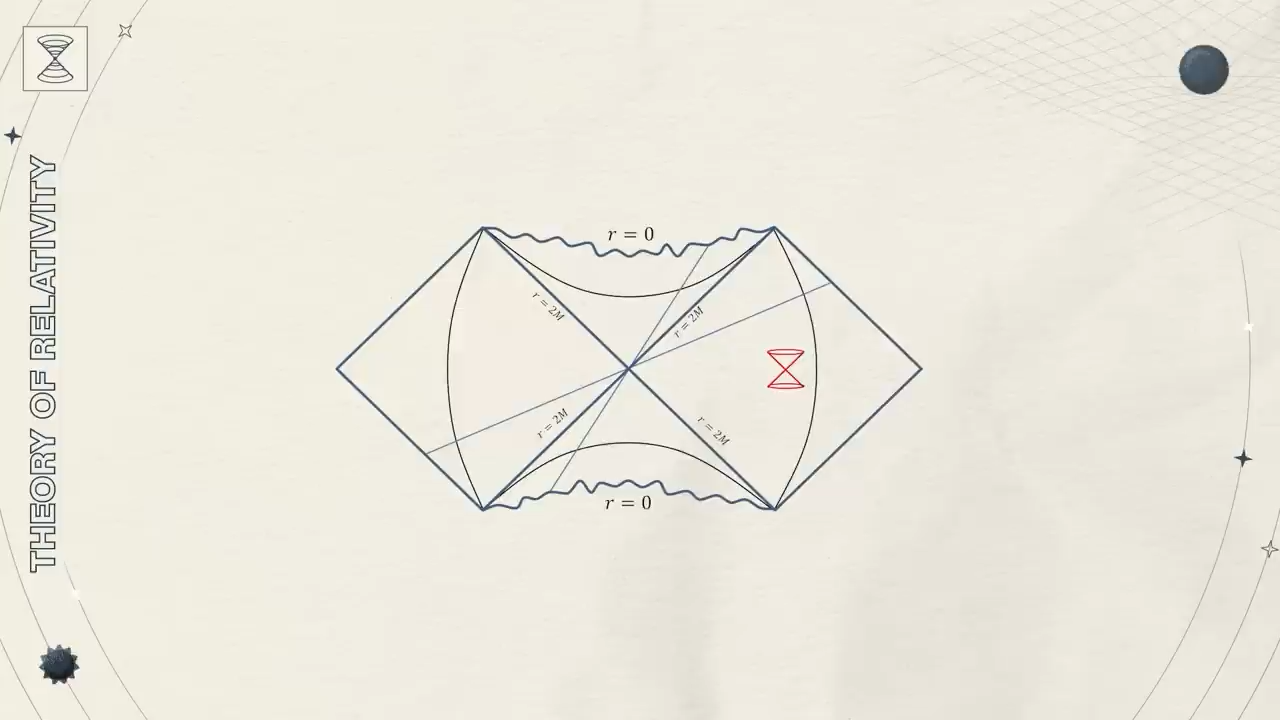 THEORY OF RELATIVITY
r = 0
r = 2M
r = 2M
r = 2M
r = 2M
r = 0